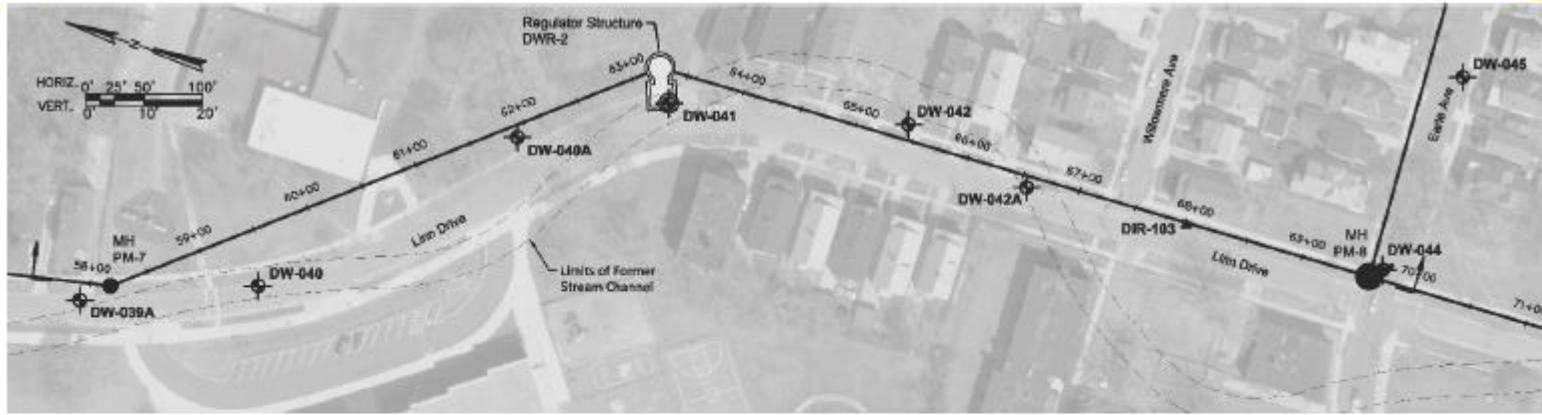 Regulator Structure
DWR-2
N
HORIZ.
0' 25' 50' 100'
VERT.
0' 10' 20'
58+00
MH
PM-7
DW-039A
59+00
60+00
DW-040
61+00
62+00
DW-040A
Linn Drive
63+00
DW-041
Limits of Former
Stream Channel
64+00
65+00
DW-042
66+00
DW-042A
67+00
Willowmere Ave
68+00
DIR-103
Linn Drive
69+00
MH
PM-8
DW-044
70+00
71+00
Earle Ave
DW-045